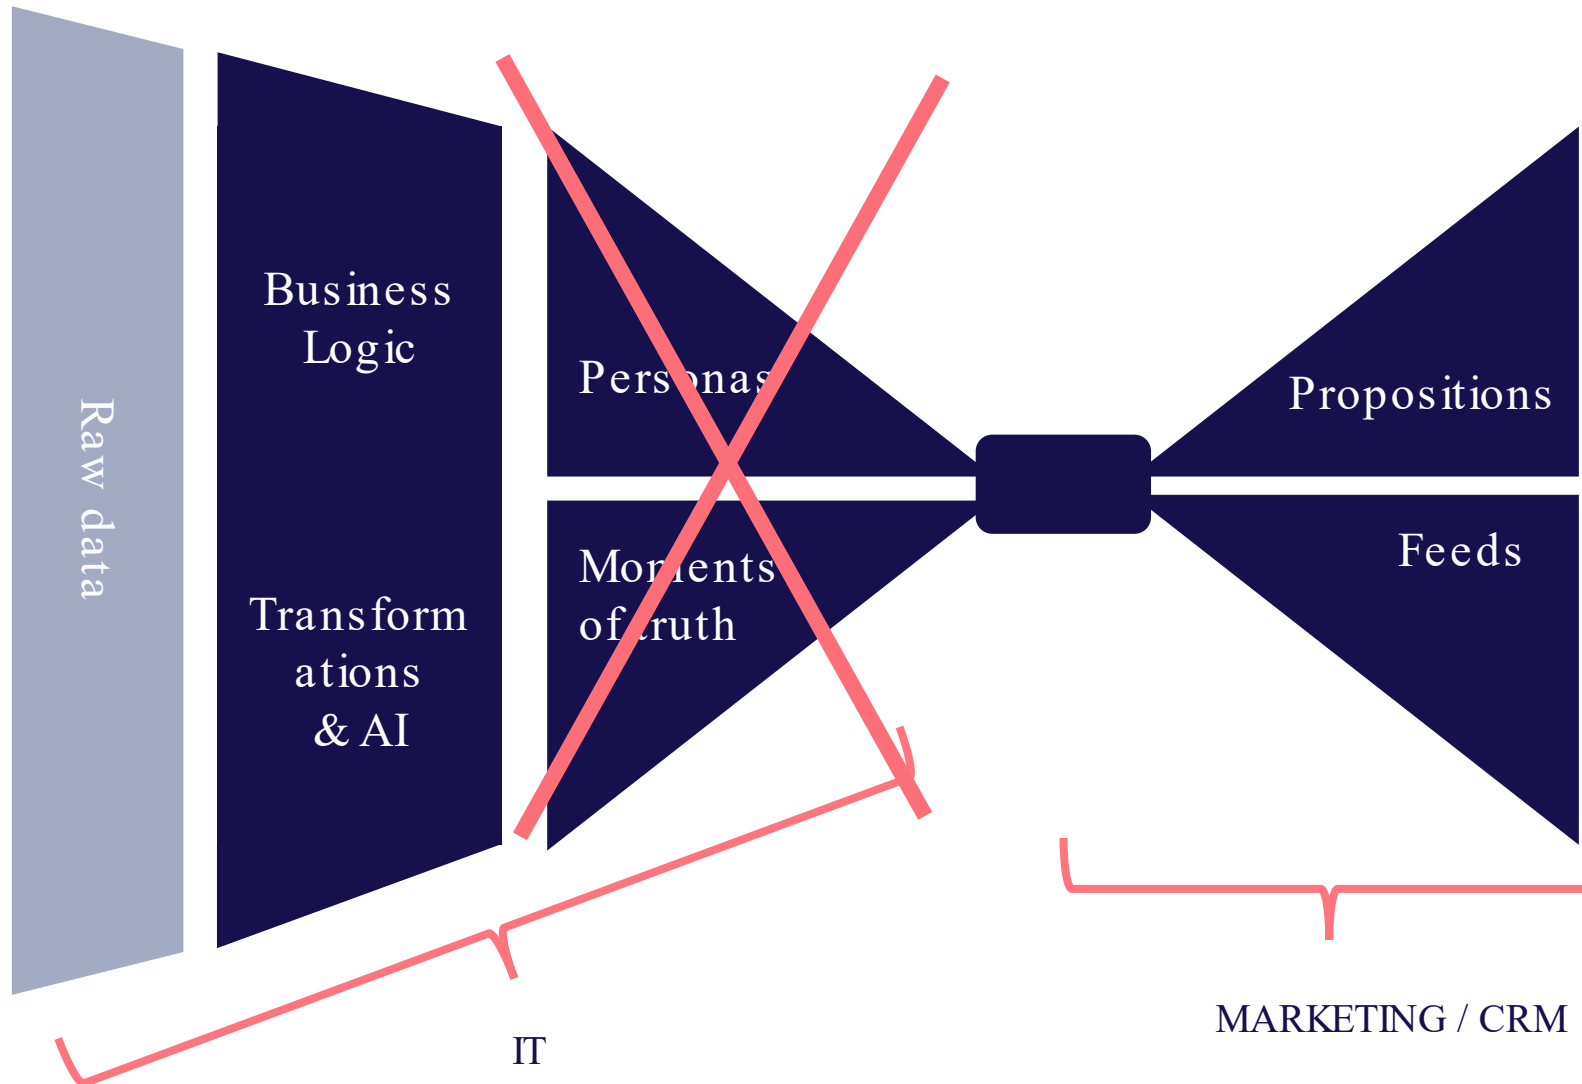 Raw data
Business
Logic
Transform
ations
& AI
Personas
Moments
of truth
Propositions
Feeds
IT
MARKETING / CRM